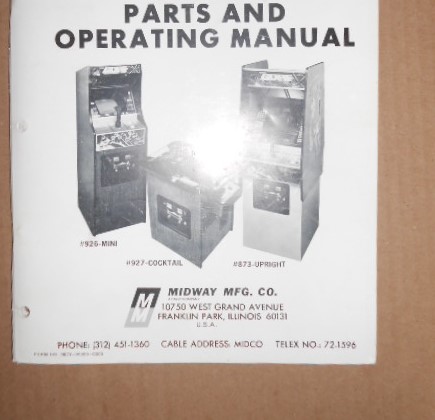 PARTS AND
OPERATING MANUAL
#926-MINI
#927-COCKTAIL
#873-UPRIGHT
MIDWAY MFG. CO.
10750 WEST GRAND AVENUE
FRANKLIN PARK, ILLINOIS 60131
U.S.A.
PHONE: (312) 451-1360 CABLE ADDRESS: MIDCO TELEX NO.: 72-1596